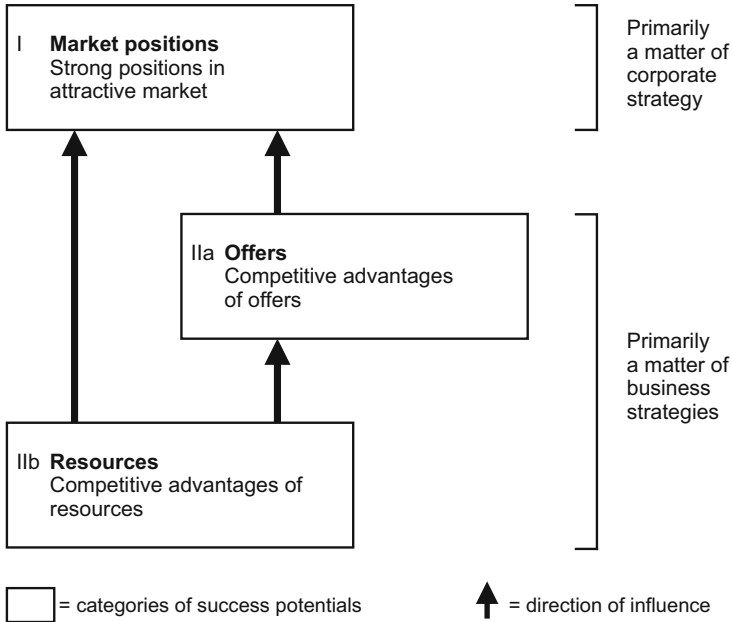 I Market positions
Strong positions in
attractive market
Primarily
a matter of
corporate
strategy
IIa Offers
Competitive advantages
of offers
Primarily
a matter of
business
strategies
IIb Resources
Competitive advantages of
resources
= categories of success potentials
= direction of influence